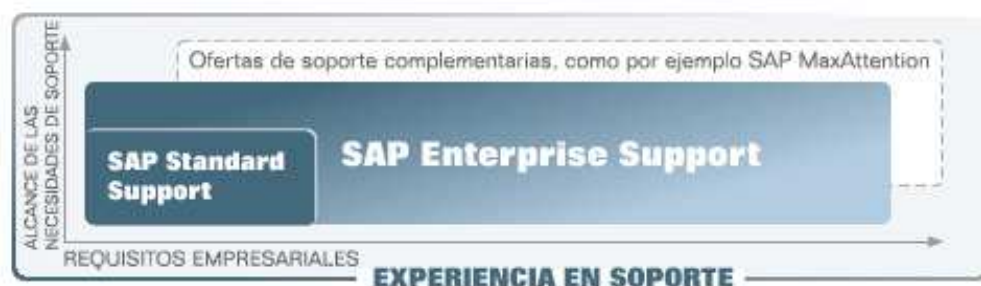 ALCANCE DE LAS
NECESIDADES DE SOPORTE
Ofertas de soporte complementarias, como por ejemplo SAP MaxAttention
SAP Standard
Support
SAP Enterprise Support
REQUISITOS EMPRESARIALES
EXPERIENCIA EN SOPORTE